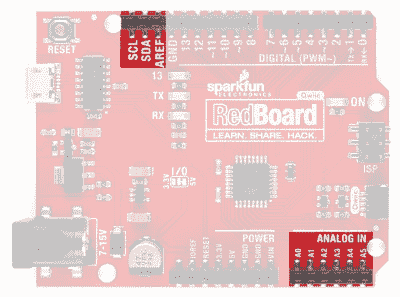 RESET
SCL
SDA
AREF
GND
13
12
~11
~10
~9
8
7
~6
~5
4
~3
2
TX→1
RX←0
DIGITAL (PWM~)
13
TX
RX
sparkfun
ELECTRONICS
Qwiic
RedBoard
LEARN. SHARE. HACK.
ON
ISP
I/O
3.3V
5V
7-15V
POWER
IOREF
RESET
3.3V
5V
GND
GND
VIN
ANALOG IN
A0
A1
A2
A3
A4
A5